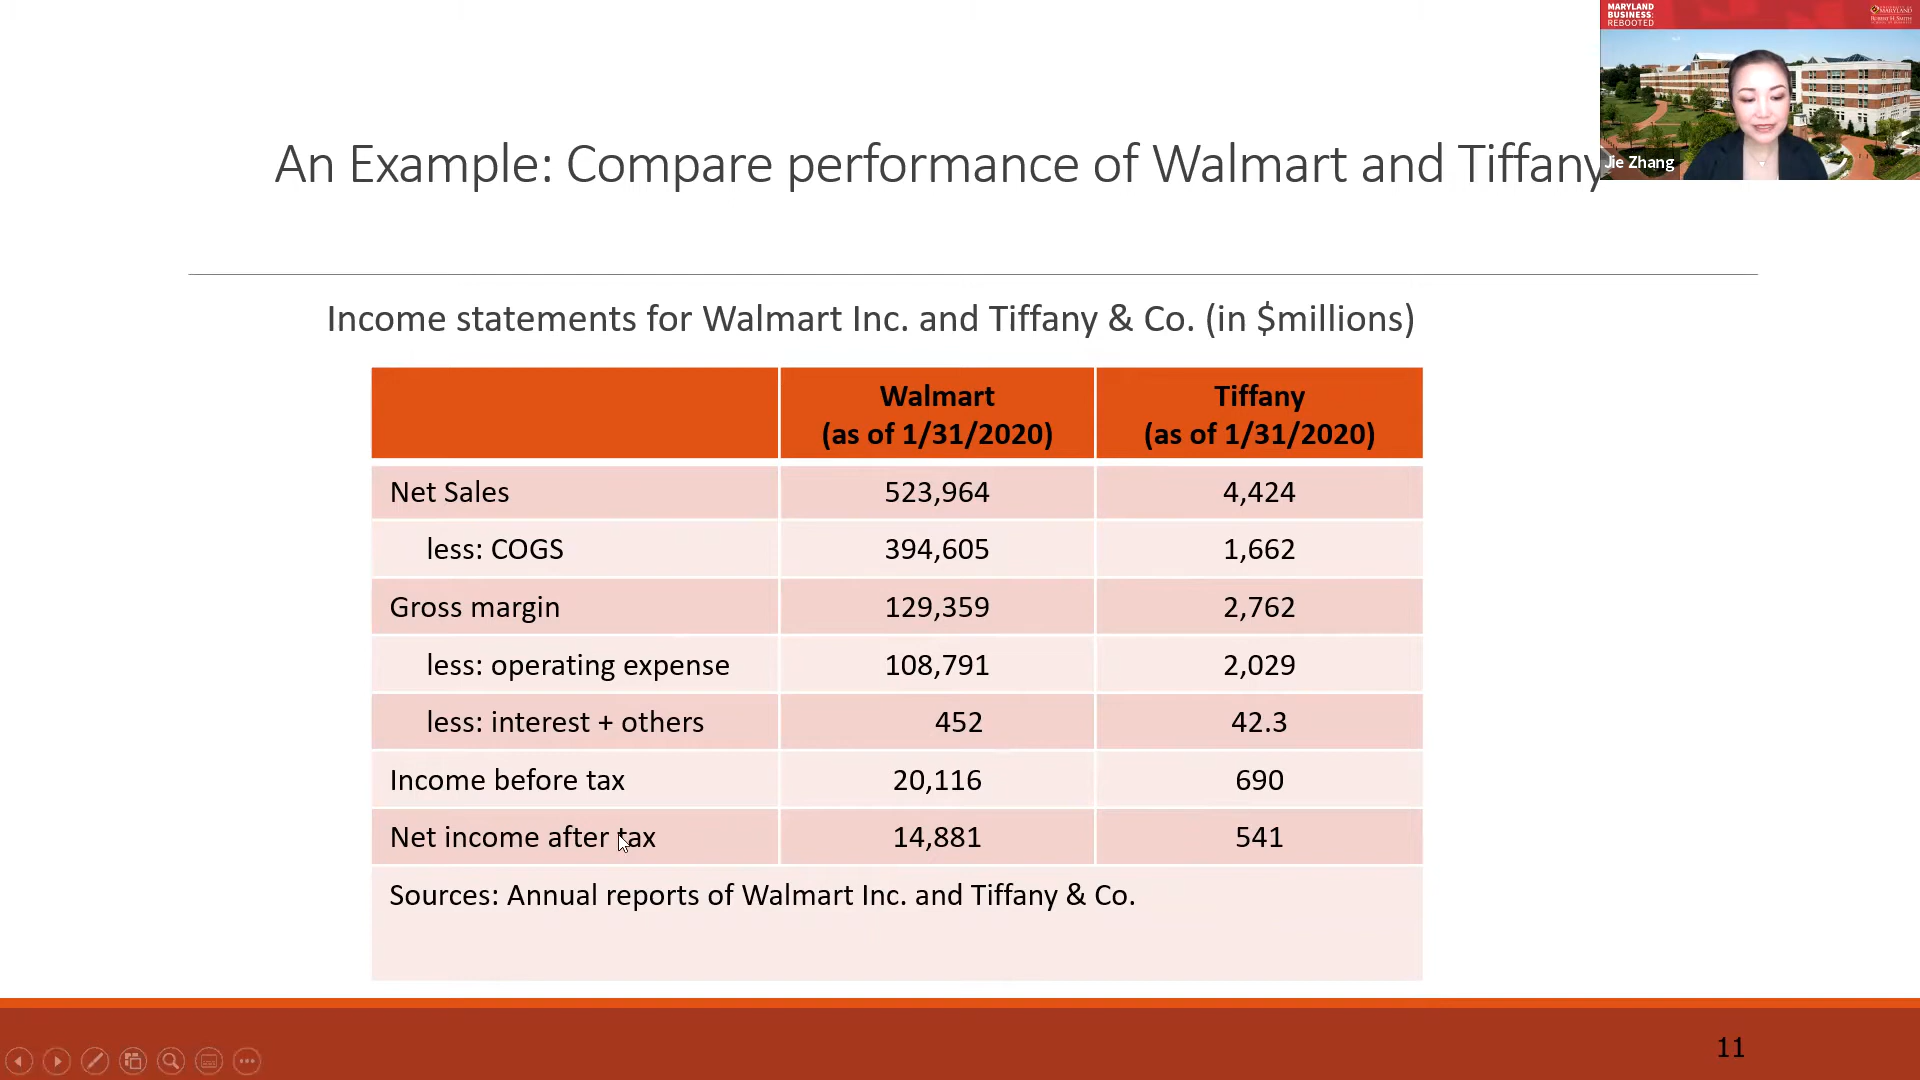 MARYLAND
BUSINESS:
REBOOTED
An Example: Compare performance of Walmart and Tiffany
Jie Zhang
Income statements for Walmart Inc. and Tiffany & Co. (in $millions)
Walmart
(as of 1/31/2020)
Tiffany
(as of 1/31/2020)
Net Sales 523,964 4,424
less: COGS 394,605 1,662
Gross margin 129,359 2,762
less: operating expense 108,791 2,029
less: interest + others 452 42.3
Income before tax 20,116 690
Net income after tax 14,881 541
Sources: Annual reports of Walmart Inc. and Tiffany & Co.
11